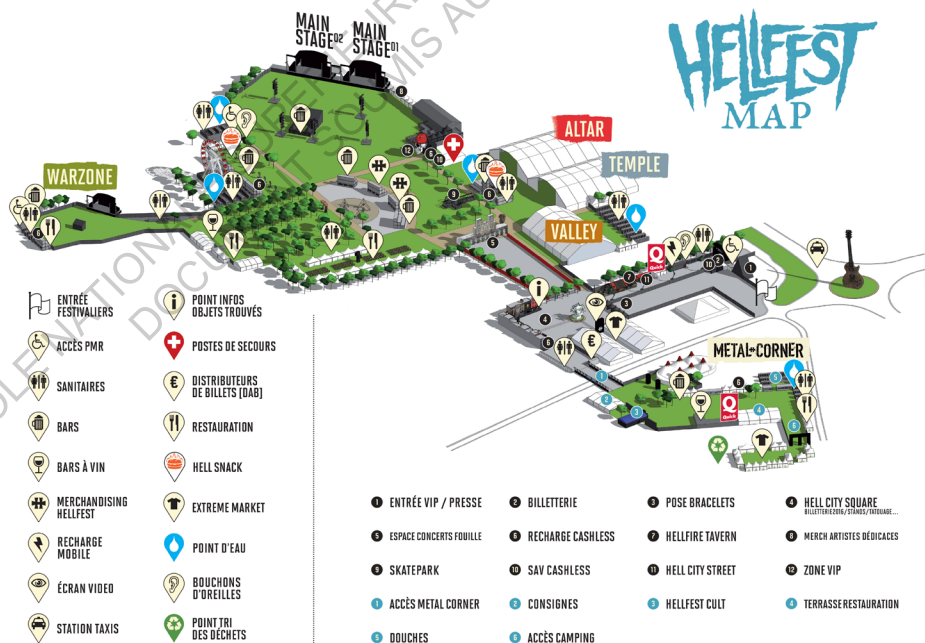 MAIN
STAGE02
MAIN
STAGE01
HELLFEST
MAP
ALTAR
TEMPLE
WARZONE
VALLEY
Quick
METAL CORNER
Quick
ENTRÉE
FESTIVALIERS
ACCÈS PMR
SANITAIRES
BARS
BARS À VIN
MERCHANDISING
HELLFEST
RECHARGE
MOBILE
ÉCRAN VIDEO
STATION TAXIS
POINT INFOS
OBJETS TROUVÉS
POSTES DE SECOURS
DISTRIBUTEURS
DE BILLETS [DAB]
RESTAURATION
HELL SNACK
EXTREME MARKET
POINT D'EAU
BOUCHONS
D'OREILLES
POINT TRI
DES DÉCHETS
1 ENTRÉE VIP / PRESSE
2 BILLETTERIE
3 POSE BRACELETS
4 HELL CITY SQUARE
BILLETTERIE2016/STANDS/TATOUAGE...
5 ESPACE CONCERTS FOUILLE
6 RECHARGE CASHLESS
7 HELLFIRE TAVERN
8 MERCH ARTISTES DÉDICACES
9 SKATEPARK
10 SAV CASHLESS
11 HELL CITY STREET
12 ZONE VIP
1 ACCÈS METAL CORNER
2 CONSIGNES
3 HELLFEST CULT
4 TERRASSE RESTAURATION
5 DOUCHES
6 ACCÈS CAMPING